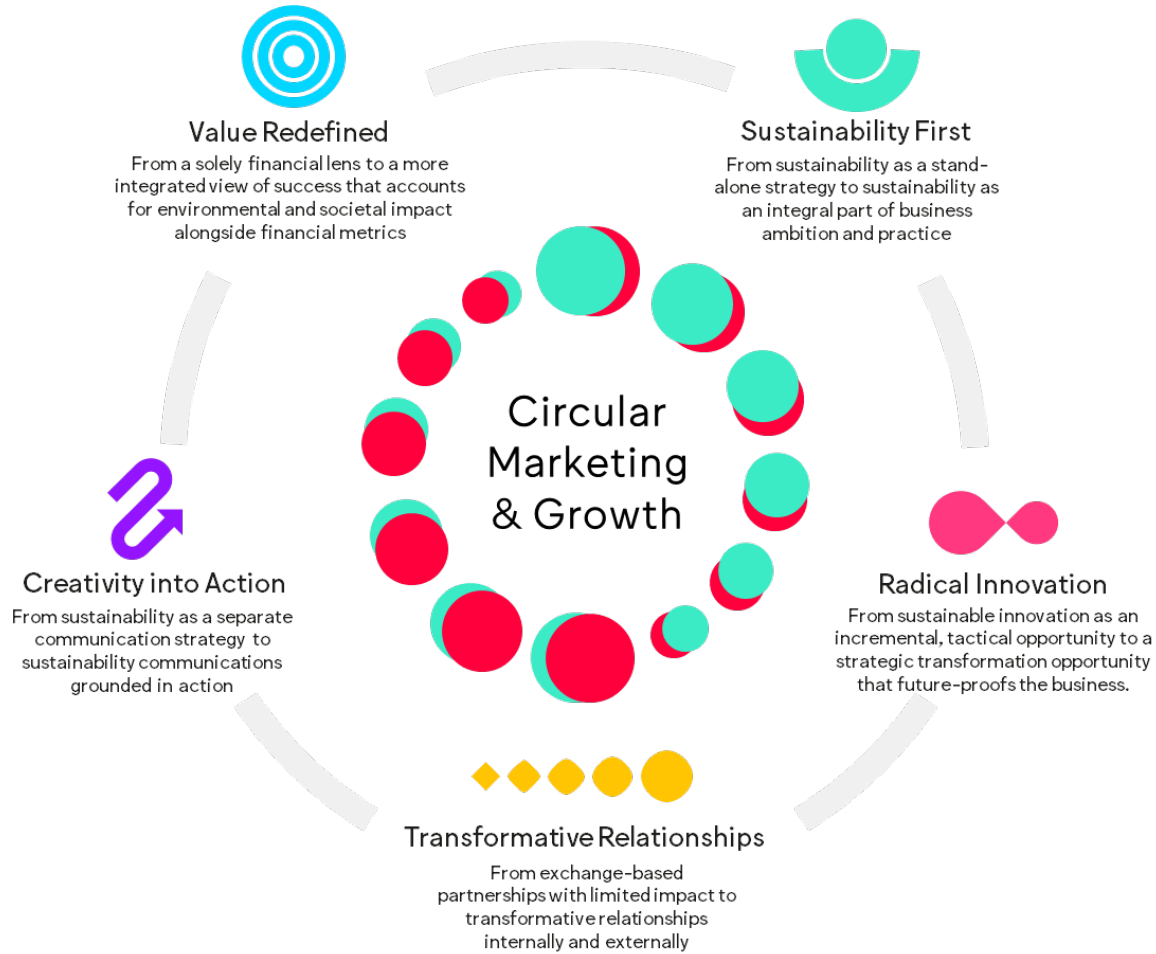 Value Redefined
From a solely financial lens to a more
integrated view of success that accounts
for environmental and societal impact
alongside financial metrics
Sustainability First
From sustainability as a stand-
alone strategy to sustainability as
an integral part of business
ambition and practice
Circular
Marketing
& Growth
Creativity into Action
From sustainability as a separate
communication strategy to
sustainability communications
grounded in action
Radical Innovation
From sustainable innovation as an
incremental, tactical opportunity to a
strategic transformation opportunity
that future-proofs the business.
Transformative Relationships
From exchange-based
partnerships with limited impact to
transformative relationships
internally and externally